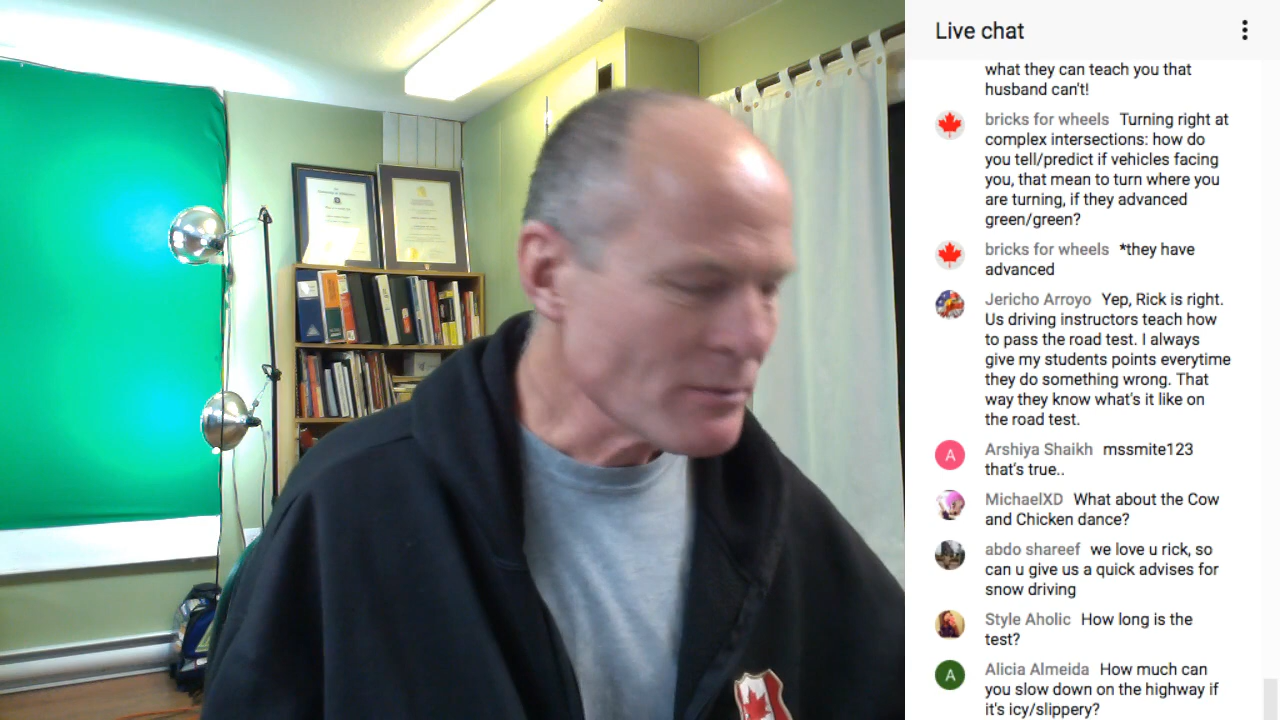 Live chat
what they can teach you that
husband can't!
bricks for wheels Turning right at
complex intersections: how do
you tell/predict if vehicles facing
you, that mean to turn where you
are turning, if they advanced
green/green?
bricks for wheels *they have
advanced
Jericho Arroyo Yep, Rick is right.
Us driving instructors teach how
to pass the road test. I always
give my students points everytime
they do something wrong. That
way they know what's it like on
the road test.
A Arshiya Shaikh mssmite123
that's true..
MichaelXD What about the Cow
and Chicken dance?
abdo shareef we love u rick, so
can u give us a quick advises for
snow driving
Style Aholic How long is the
test?
A Alicia Almeida How much can
you slow down on the highway if
it's icy/slippery?